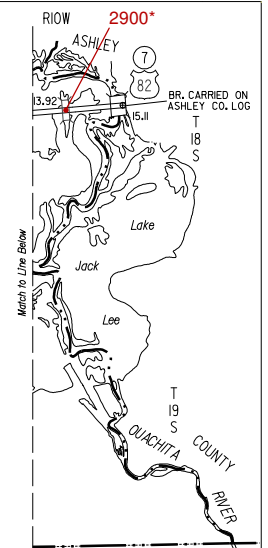 RIOW
2900*
ASHLEY
7
82
BR. CARRIED ON
ASHLEY CO. LOG
13.92
15.11
T
18
S
Lake
Jack
Lee
Match to Line Below
T
19
S
OUACHITA COUNTY
RIVER